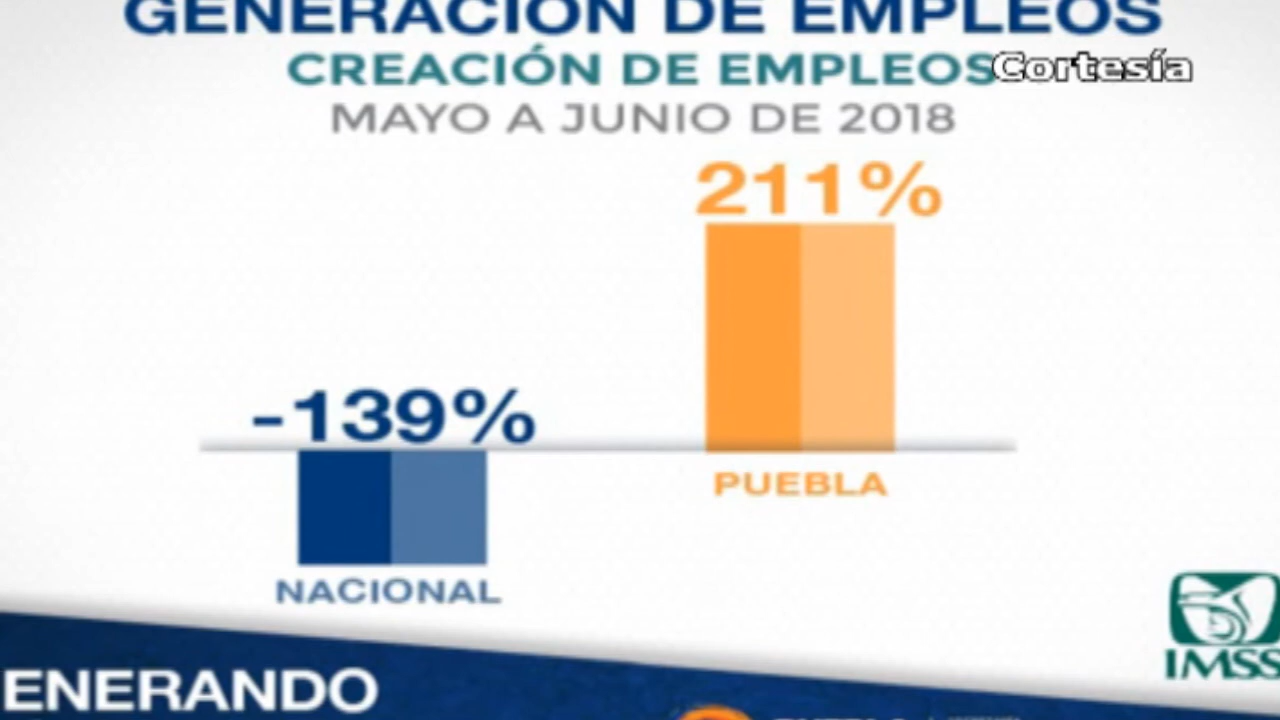 GENERACIÓN DE EMPLEOS
CREACIÓN DE EMPLEOS
Cortesía
MAYO A JUNIO DE 2018
211%
-139%
PUEBLA
NACIONAL
IMSS
ENERANDO